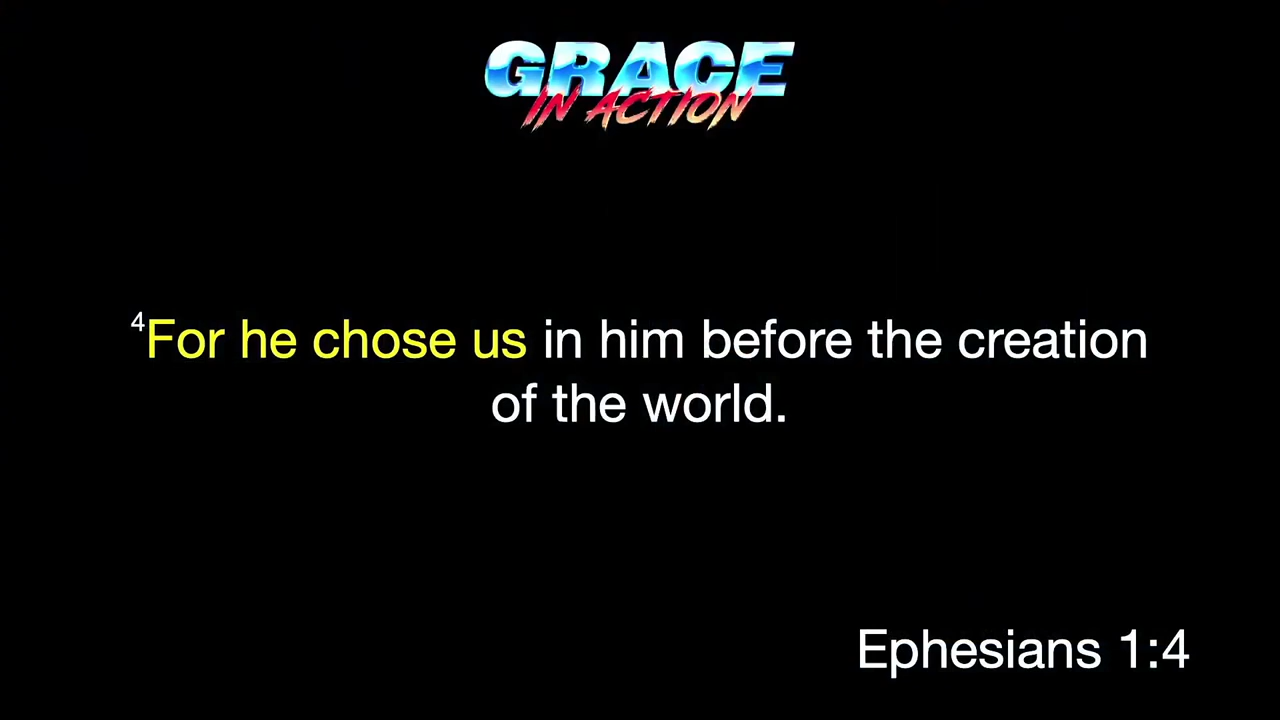 GRACE
IN ACTION
⁴For he chose us in him before the creation
of the world.
Ephesians 1:4